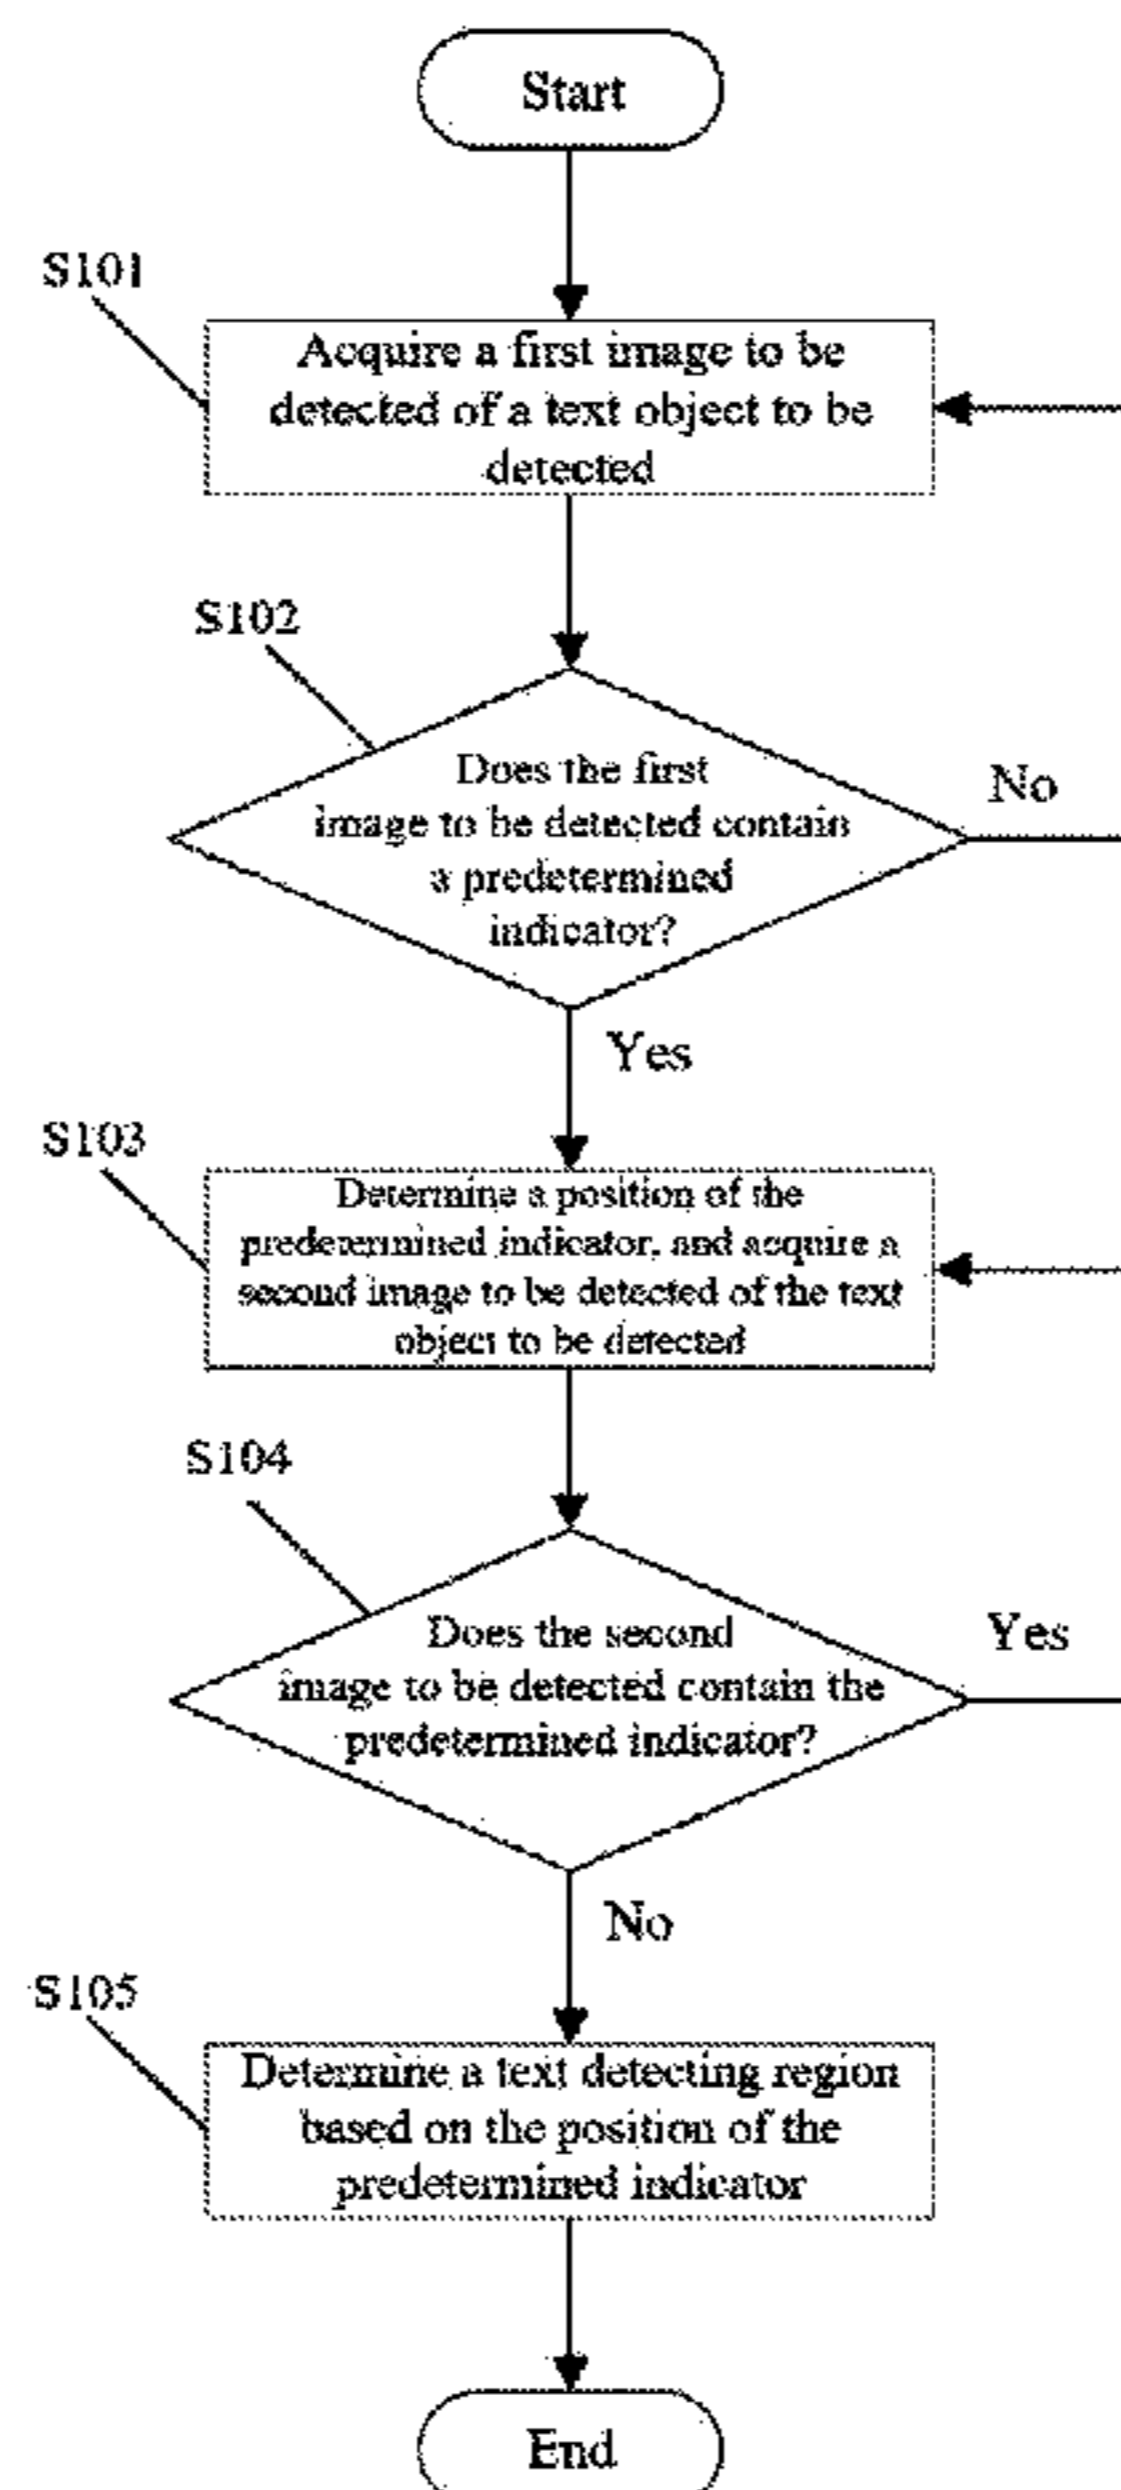 Start
S101
Acquire a first image to be
detected of a text object to be
detected
S102
Does the first
image to be detected contain
a predetermined
indicator?
No
Yes
S103
Determine a position of the
predetermined indicator, and acquire a
second image to be detected of the text
object to be detected
S104
Does the second
image to be detected contain the
predetermined indicator?
Yes
No
S105
Determine a text detecting region
based on the position of the
predetermined indicator
End